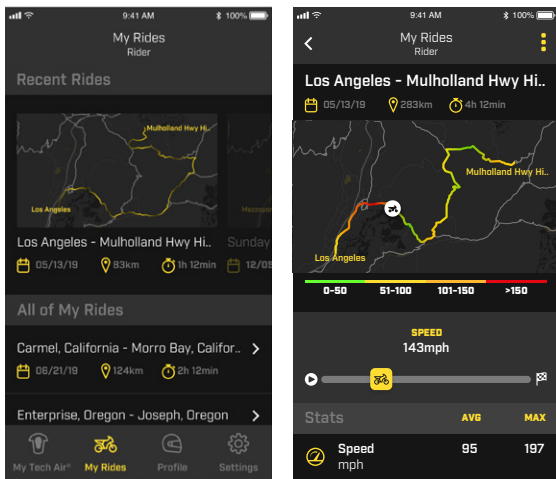 9:41 AM
100%
My Rides
Rider
Recent Rides
Mulholland Hwy Hi..
Los Angeles
Los Angeles - Mulholland Hwy Hi..
Sunday
05/13/19
83km
1h 12min
12/05
All of My Rides
Carmel, California - Morro Bay, Califor..
06/21/19
124km
2h 12min
Enterprise, Oregon - Joseph, Oregon
My Tech Air®
My Rides
Profile
Settings
9:41 AM
100%
My Rides
Rider
Los Angeles - Mulholland Hwy Hi..
05/13/19
283km
4h 12min
Mulholland Hwy Hi..
Los Angeles
0-50
51-100
101-150
>150
SPEED
143mph
Stats
AVG
MAX
Speed
95
197
mph